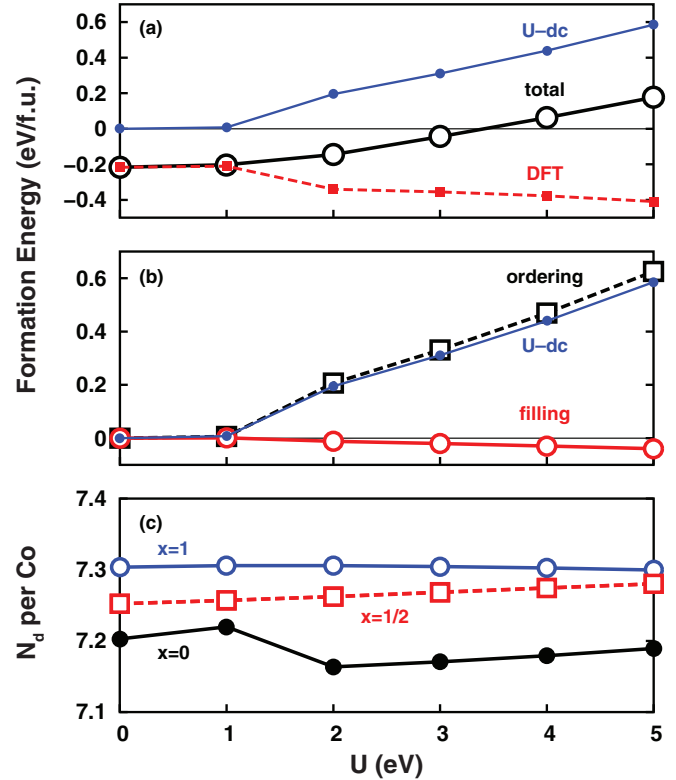 Formation Energy (eV/f.u.)
(a)
U–dc
total
DFT
0.6
0.4
0.2
0
−0.2
−0.4
(b)
ordering
U–dc
filling
0.6
0.4
0.2
0
N_d per Co
(c)
x=1
x=1/2
x=0
7.4
7.3
7.2
7.1
0 1 2 3 4 5
U (eV)